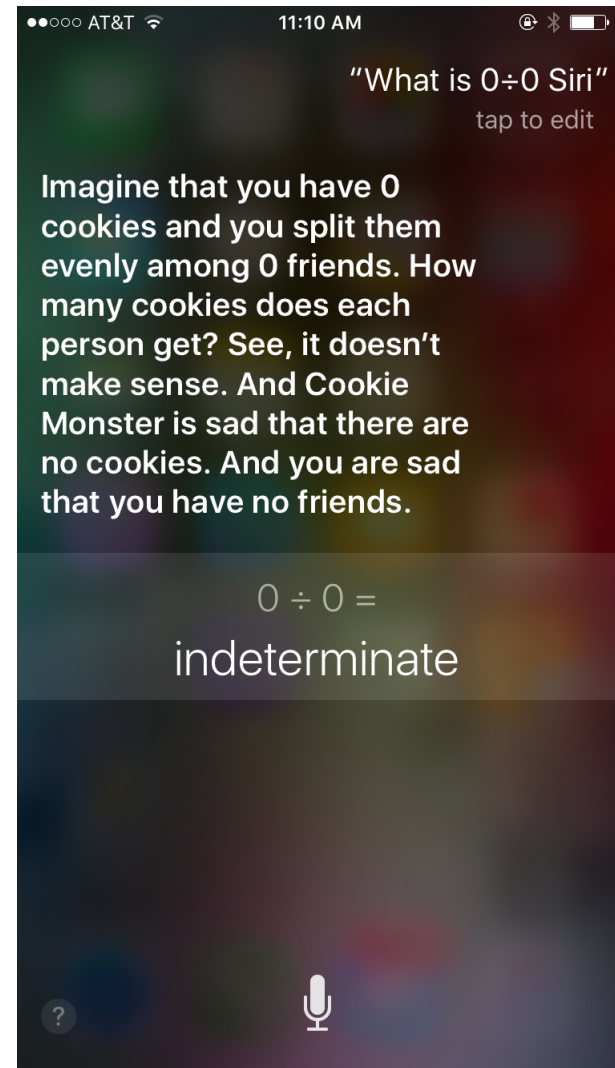 AT&T 11:10 AM
“What is 0÷0 Siri”
tap to edit
Imagine that you have 0
cookies and you split them
evenly among 0 friends. How
many cookies does each
person get? See, it doesn’t
make sense. And Cookie
Monster is sad that there are
no cookies. And you are sad
that you have no friends.
0 ÷ 0 =
indeterminate
?